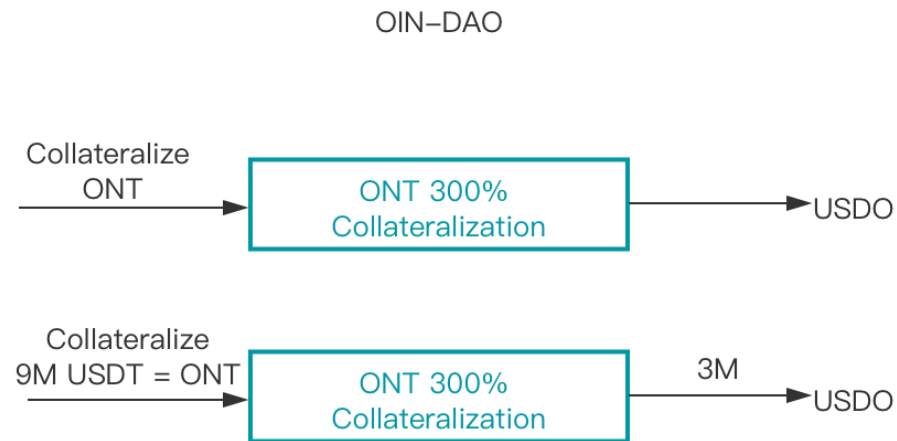 OIN-DAO
Collateralize
ONT
ONT 300%
Collateralization
USDO
Collateralize
9M USDT = ONT
ONT 300%
Collateralization
3M
USDO